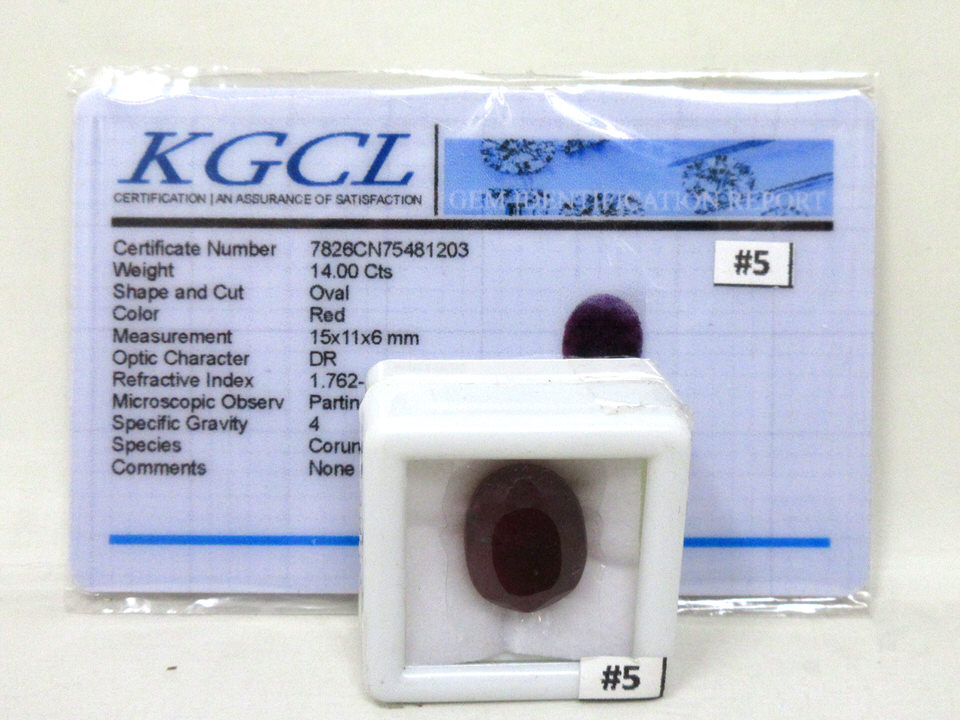 KGCL
CERTIFICATION | AN ASSURANCE OF SATISFACTION
GEM IDENTIFICATION REPORT
#5
Certificate Number 7826CN75481203
Weight 14.00 Cts
Shape and Cut Oval
Color Red
Measurement 15x11x6 mm
Optic Character DR
Refractive Index 1.762-
Microscopic Observ Partin
Specific Gravity 4
Species Corun
Comments None
#5